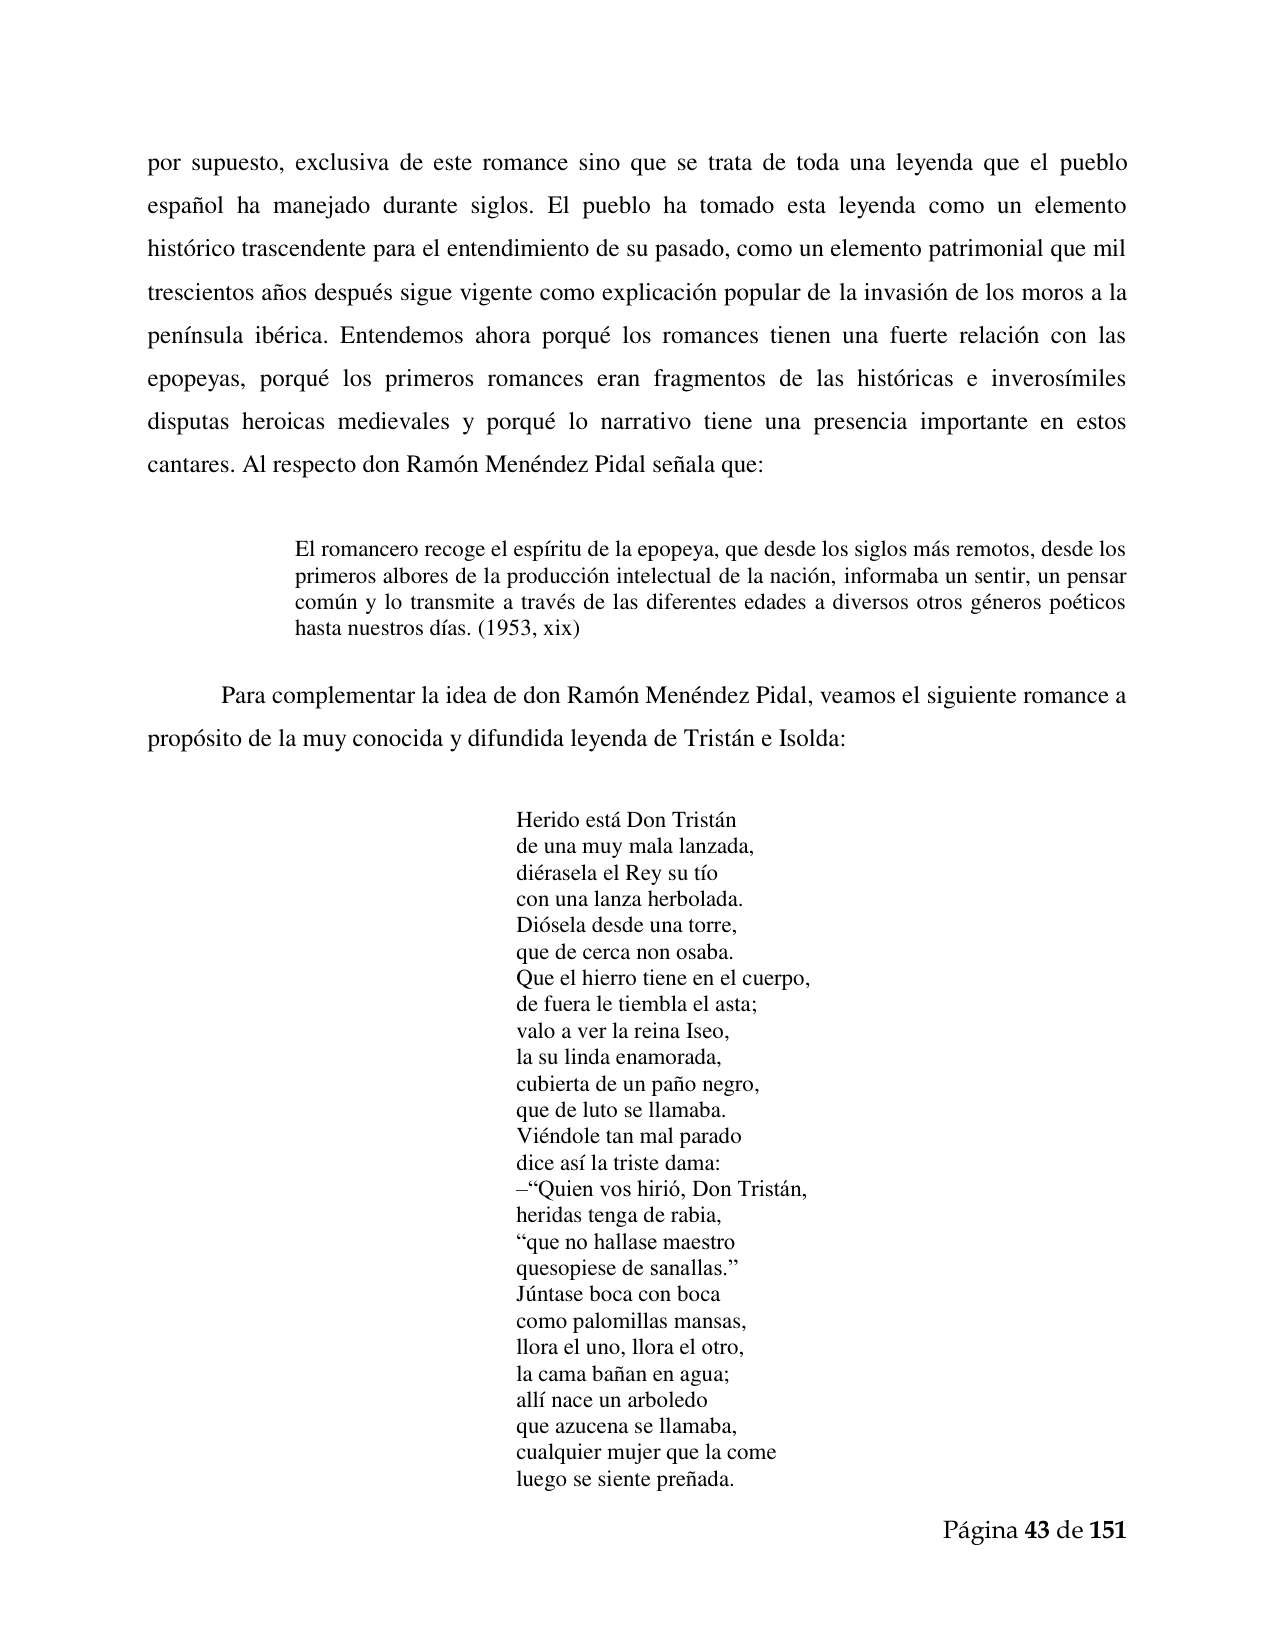 por supuesto, exclusiva de este romance sino que se trata de toda una leyenda que el pueblo
español ha manejado durante siglos. El pueblo ha tomado esta leyenda como un elemento
histórico trascendente para el entendimiento de su pasado, como un elemento patrimonial que mil
trescientos años después sigue vigente como explicación popular de la invasión de los moros a la
península ibérica. Entendemos ahora porqué los romances tienen una fuerte relación con las
epopeyas, porqué los primeros romances eran fragmentos de las históricas e inverosímiles
disputas heroicas medievales y porqué lo narrativo tiene una presencia importante en estos
cantares. Al respecto don Ramón Menéndez Pidal señala que:
El romancero recoge el espíritu de la epopeya, que desde los siglos más remotos, desde los
primeros albores de la producción intelectual de la nación, informaba un sentir, un pensar
común y lo transmite a través de las diferentes edades a diversos otros géneros poéticos
hasta nuestros días. (1953, xix)
Para complementar la idea de don Ramón Menéndez Pidal, veamos el siguiente romance a
propósito de la muy conocida y difundida leyenda de Tristán e Isolda:
Herido está Don Tristán
de una muy mala lanzada,
diérasela el Rey su tío
con una lanza herbolada.
Diósela desde una torre,
que de cerca non osaba.
Que el hierro tiene en el cuerpo,
de fuera le tiembla el asta;
valo a ver la reina Iseo,
la su linda enamorada,
cubierta de un paño negro,
que de luto se llamaba.
Viéndole tan mal parado
dice así la triste dama:
–“Quien vos hirió, Don Tristán,
heridas tenga de rabia,
“que no hallase maestro
quesopiese de sanallas.”
Júntase boca con boca
como palomillas mansas,
llora el uno, llora el otro,
la cama bañan en agua;
allí nace un arboledo
que azucena se llamaba,
cualquier mujer que la come
luego se siente preñada.
Página 43 de 151